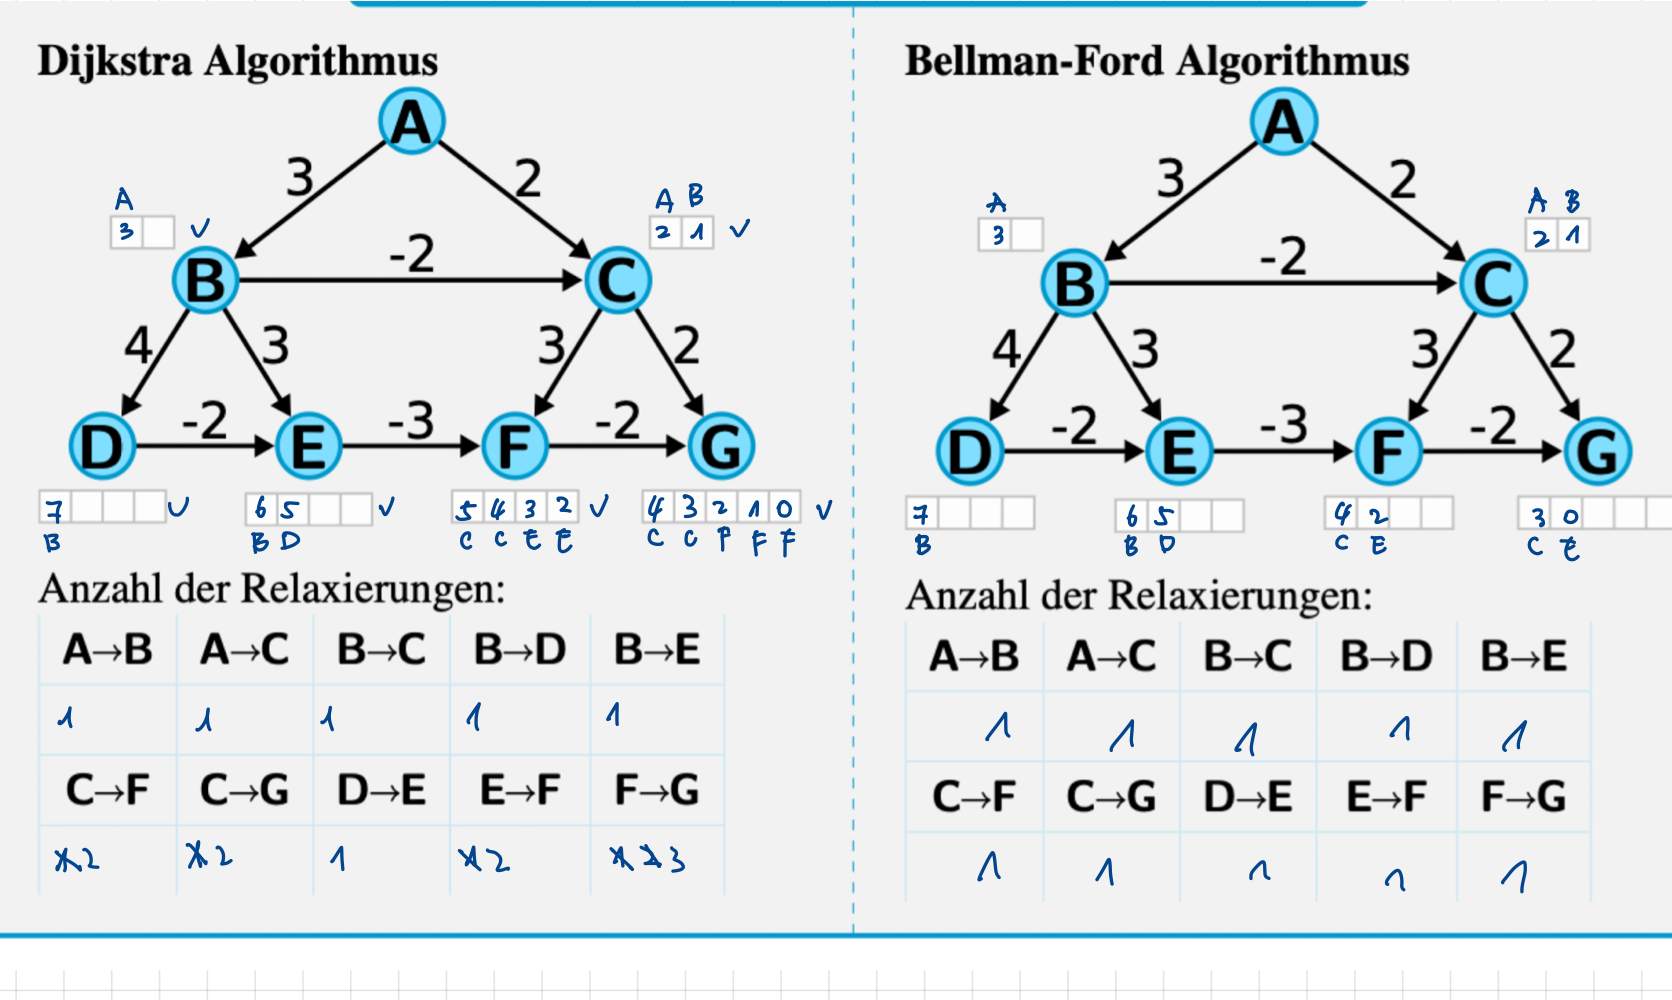 Dijkstra Algorithmus
A
3 2
A
3 ✓
A B
2 1 ✓
-2
B C
4 3 3 2
-2 -3 -2
D E F G
7 ✓ 6 5 ✓ 5 4 3 2 ✓ 4 3 2 1 0 ✓
B B D C C E E C C F F F
Anzahl der Relaxierungen:
A→B A→C B→C B→D B→E
1 1 1 1 1
C→F C→G D→E E→F F→G
1 2 1 2 1 1 2 1 2 3
Bellman-Ford Algorithmus
A
3 2
A
3
A B
2 1
-2
B C
4 3 3 2
-2 -3 -2
D E F G
7 6 5 4 2 3 0
B B D C E C E
Anzahl der Relaxierungen:
A→B A→C B→C B→D B→E
1 1 1 1 1
C→F C→G D→E E→F F→G
1 1 1 1 1